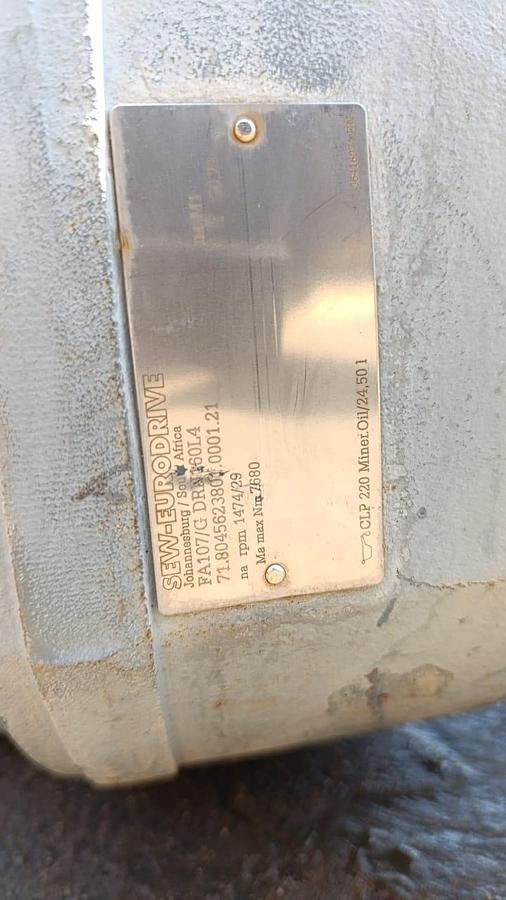 SEW-EURODRIVE
Johannesburg / South Africa
FA107/G DRN160L4
71.8045623801.0001.21
na rpm 1474/29
Ma max Nm 7680
CLP 220 Miner.Oil/24,50 l